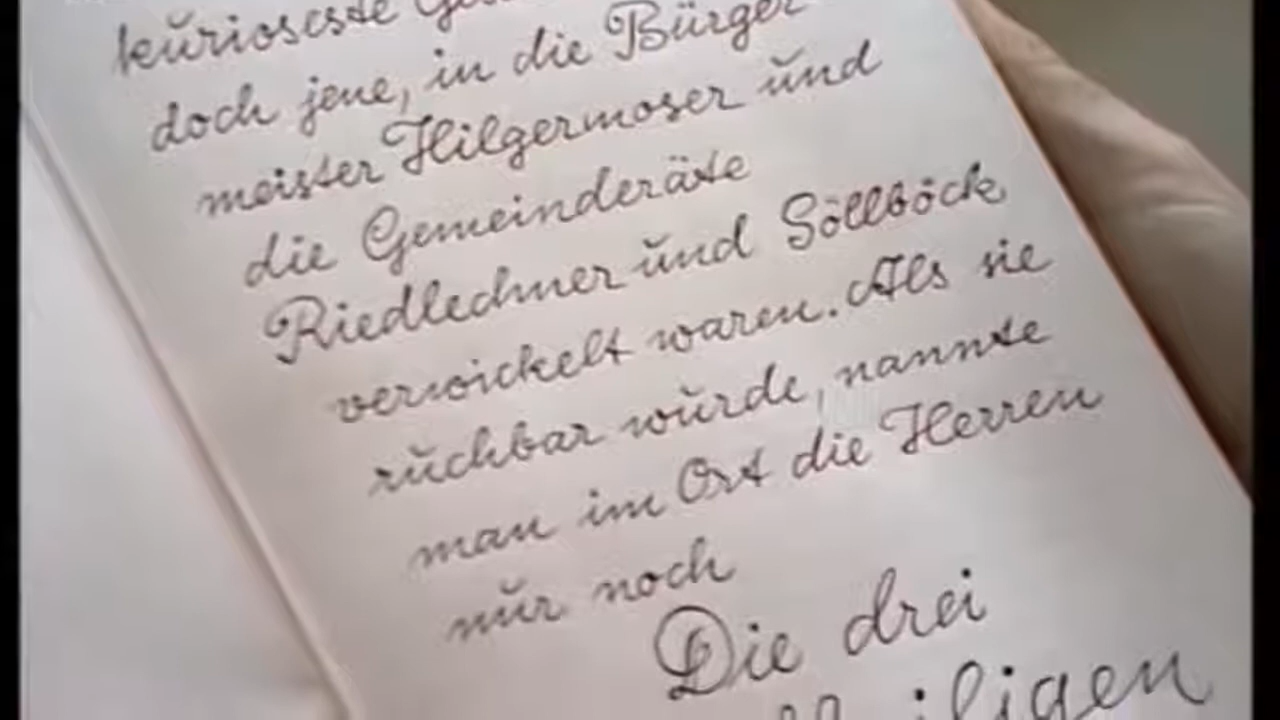 kurioseste
doch jene, in die Bürger
meister Hilgermoser und
die Gemeinderäte
Riedlechner und Söllböck
verwickelt waren. Als sie
ruchbar wurde, nannte
man im Ort die Herren
nur noch
Die drei